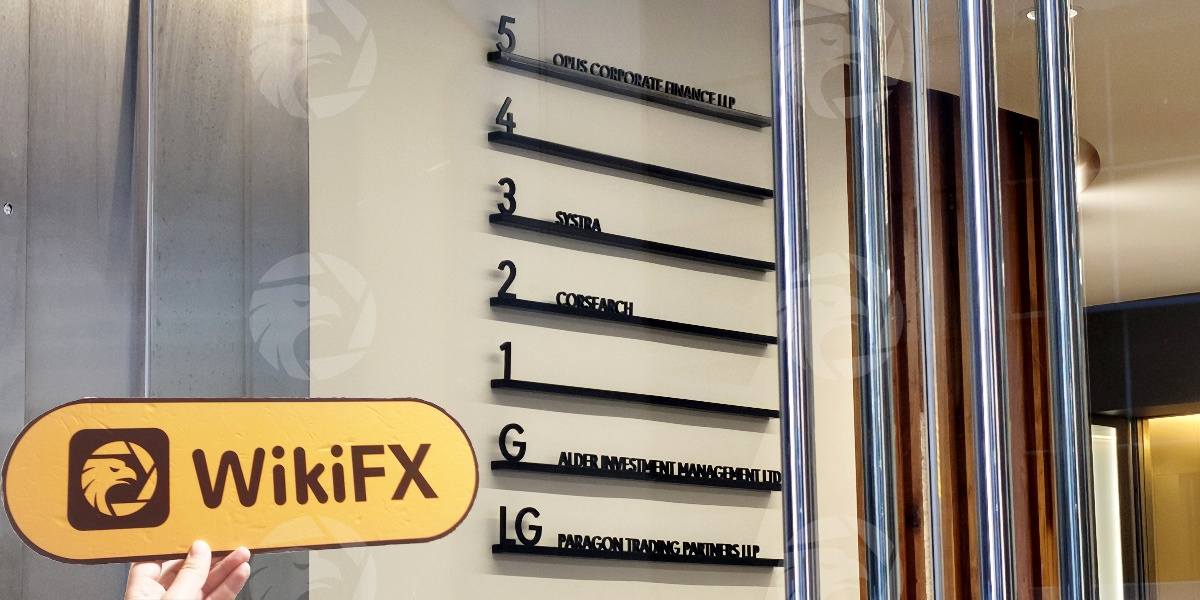 5
OPUS CORPORATE FINANCE LLP
4
3
SYSTRA
2
CORSEARCH
1
G
ALDER INVESTMENT MANAGEMENT LTD
LG
PARAGON TRADING PARTNERS LLP
WikiFX